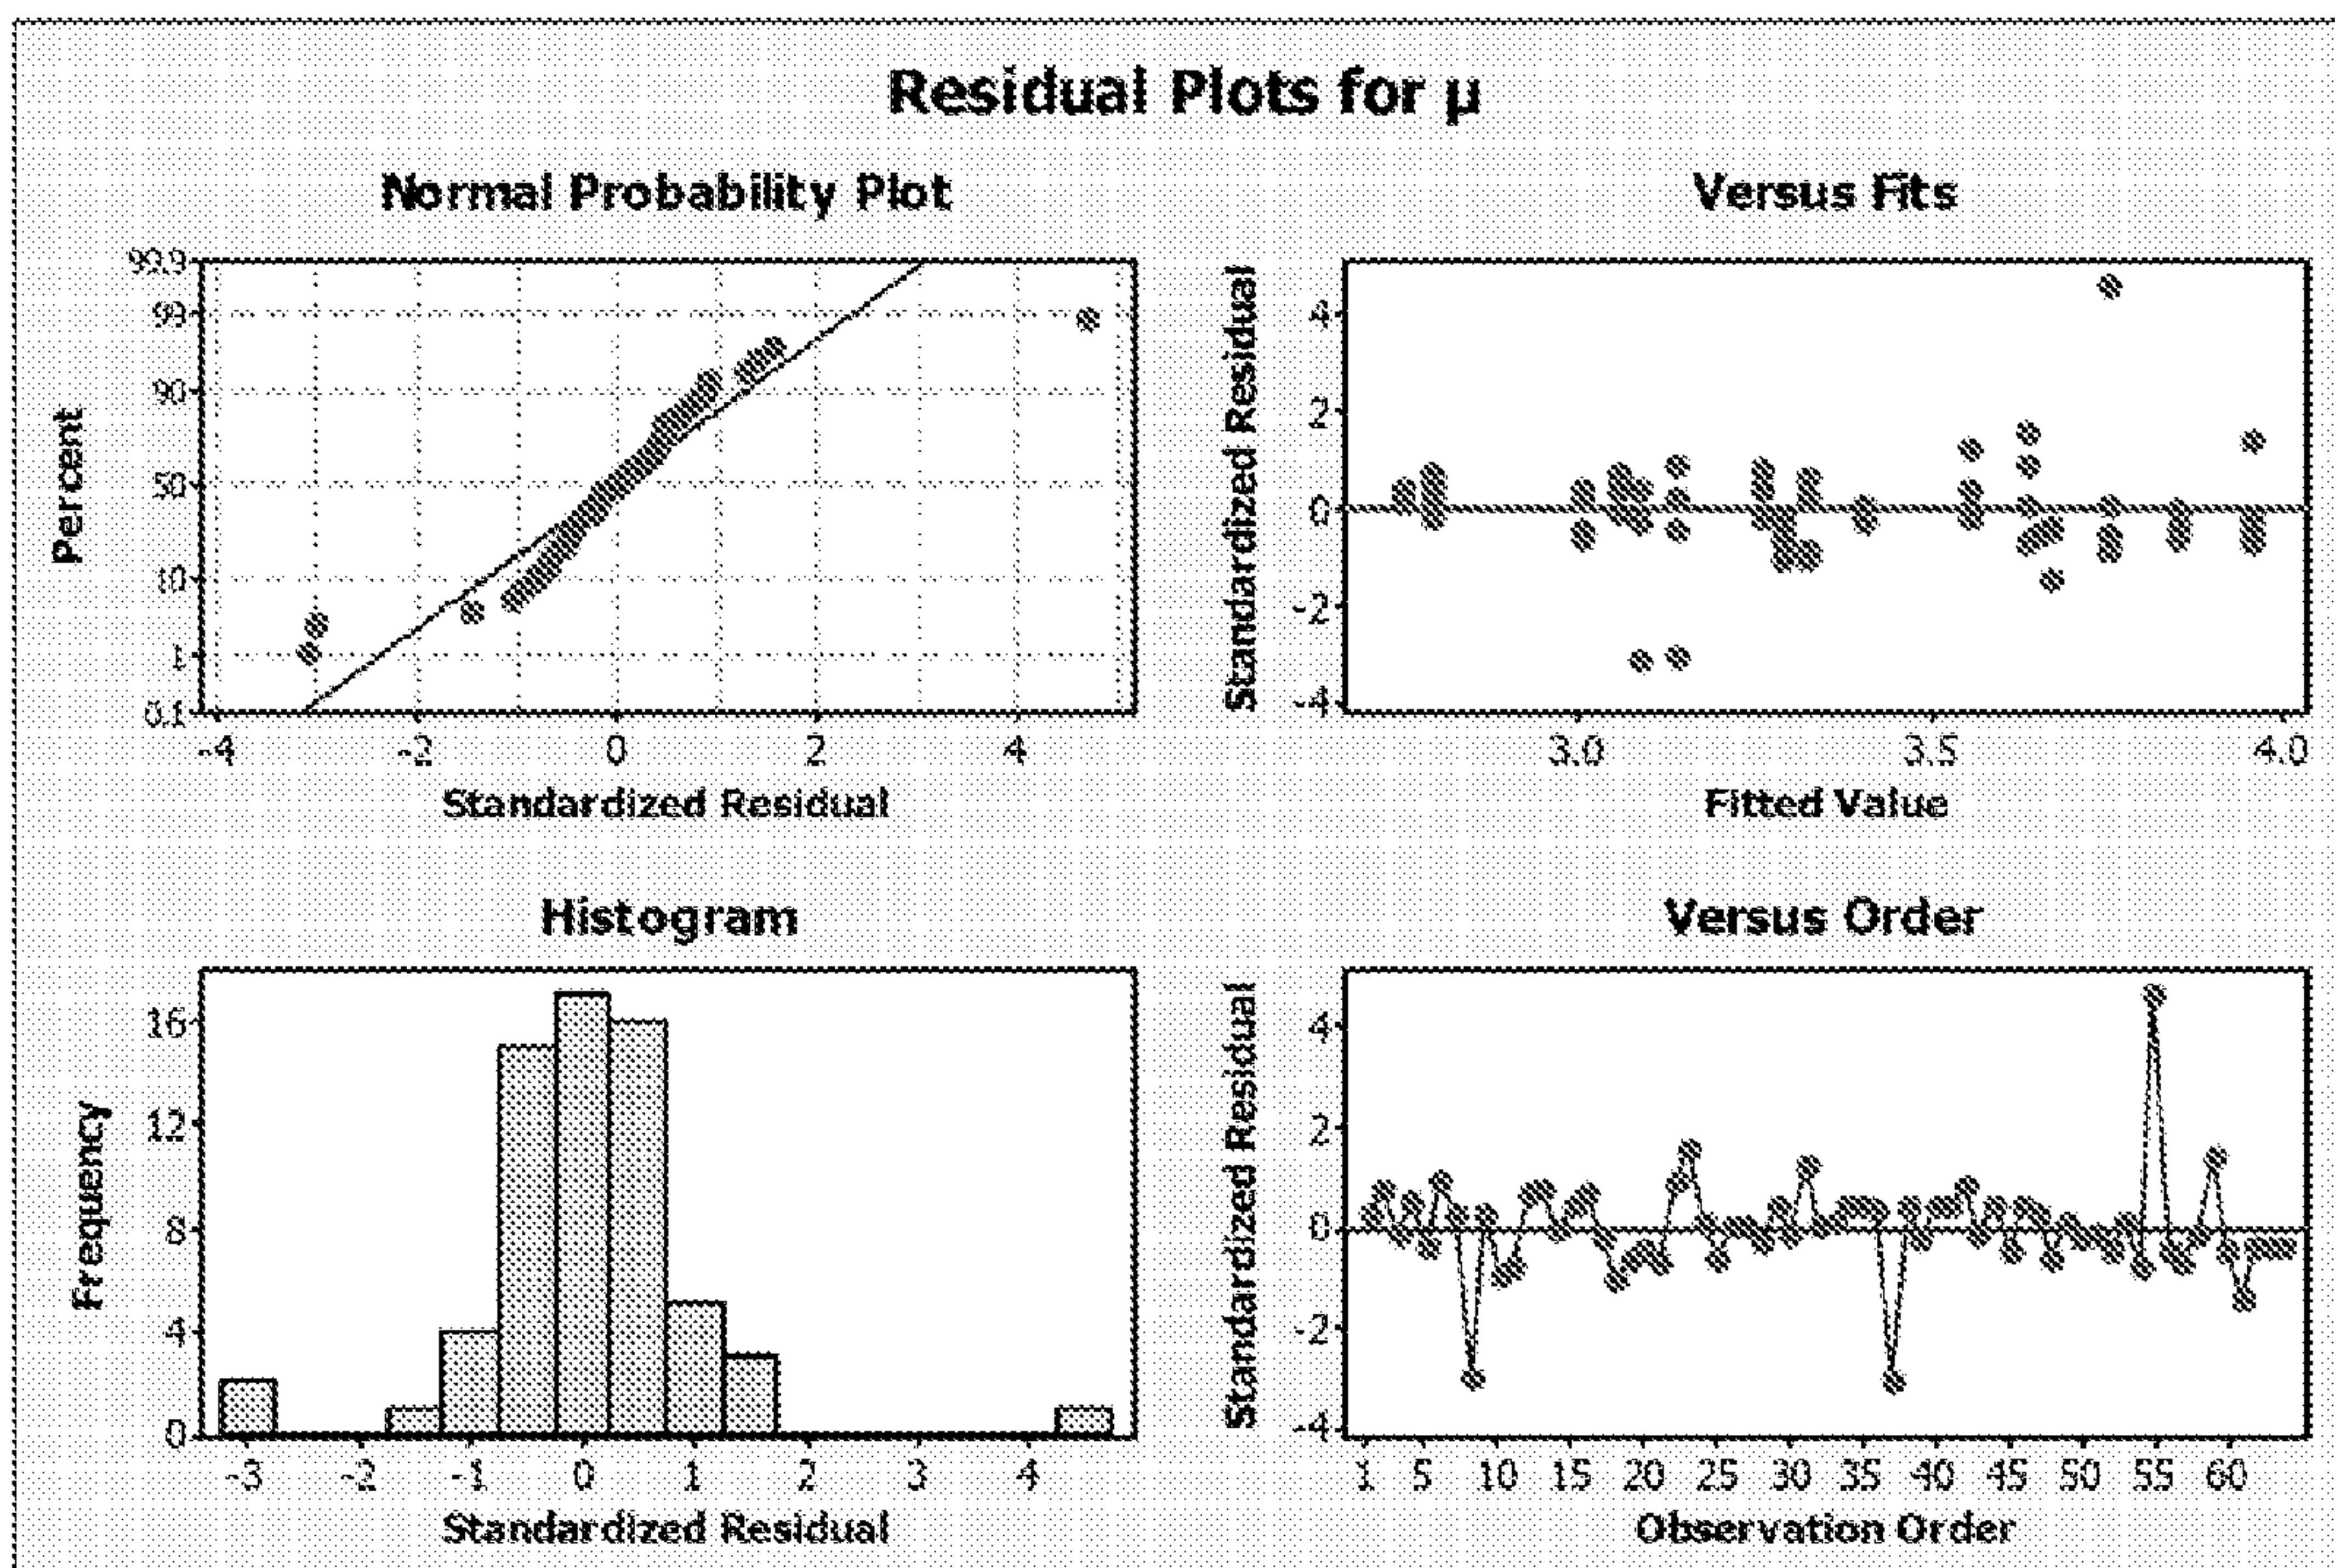 Residual Plots for µ
Normal Probability Plot
99.9
99
90
50
10
1
0.1
Percent
-4 -2 0 2 4
Standardized Residual
Versus Fits
4
2
0
-2
-4
Standardized Residual
3.0 3.5 4.0
Fitted Value
Histogram
16
12
8
4
0
Frequency
-3 -2 -1 0 1 2 3 4
Standardized Residual
Versus Order
4
2
0
-2
-4
Standardized Residual
1 5 10 15 20 25 30 35 40 45 50 55 60
Observation Order